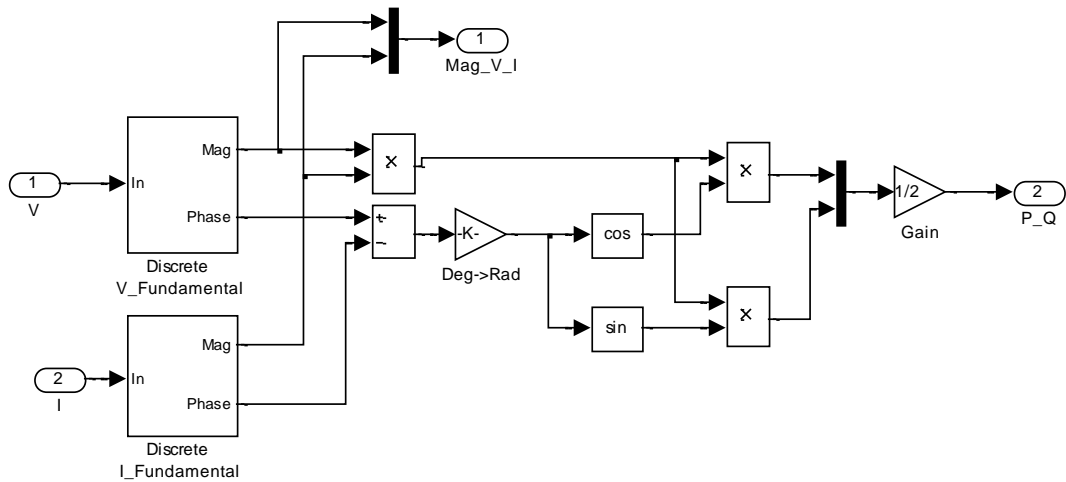 1
Mag_V_I
Mag
x
x
1
In
V
Phase
+
-
-K-
cos
1/2
2
P_Q
Gain
Deg->Rad
Discrete
V_Fundamental
sin
x
Mag
2
In
I
Phase
Discrete
I_Fundamental